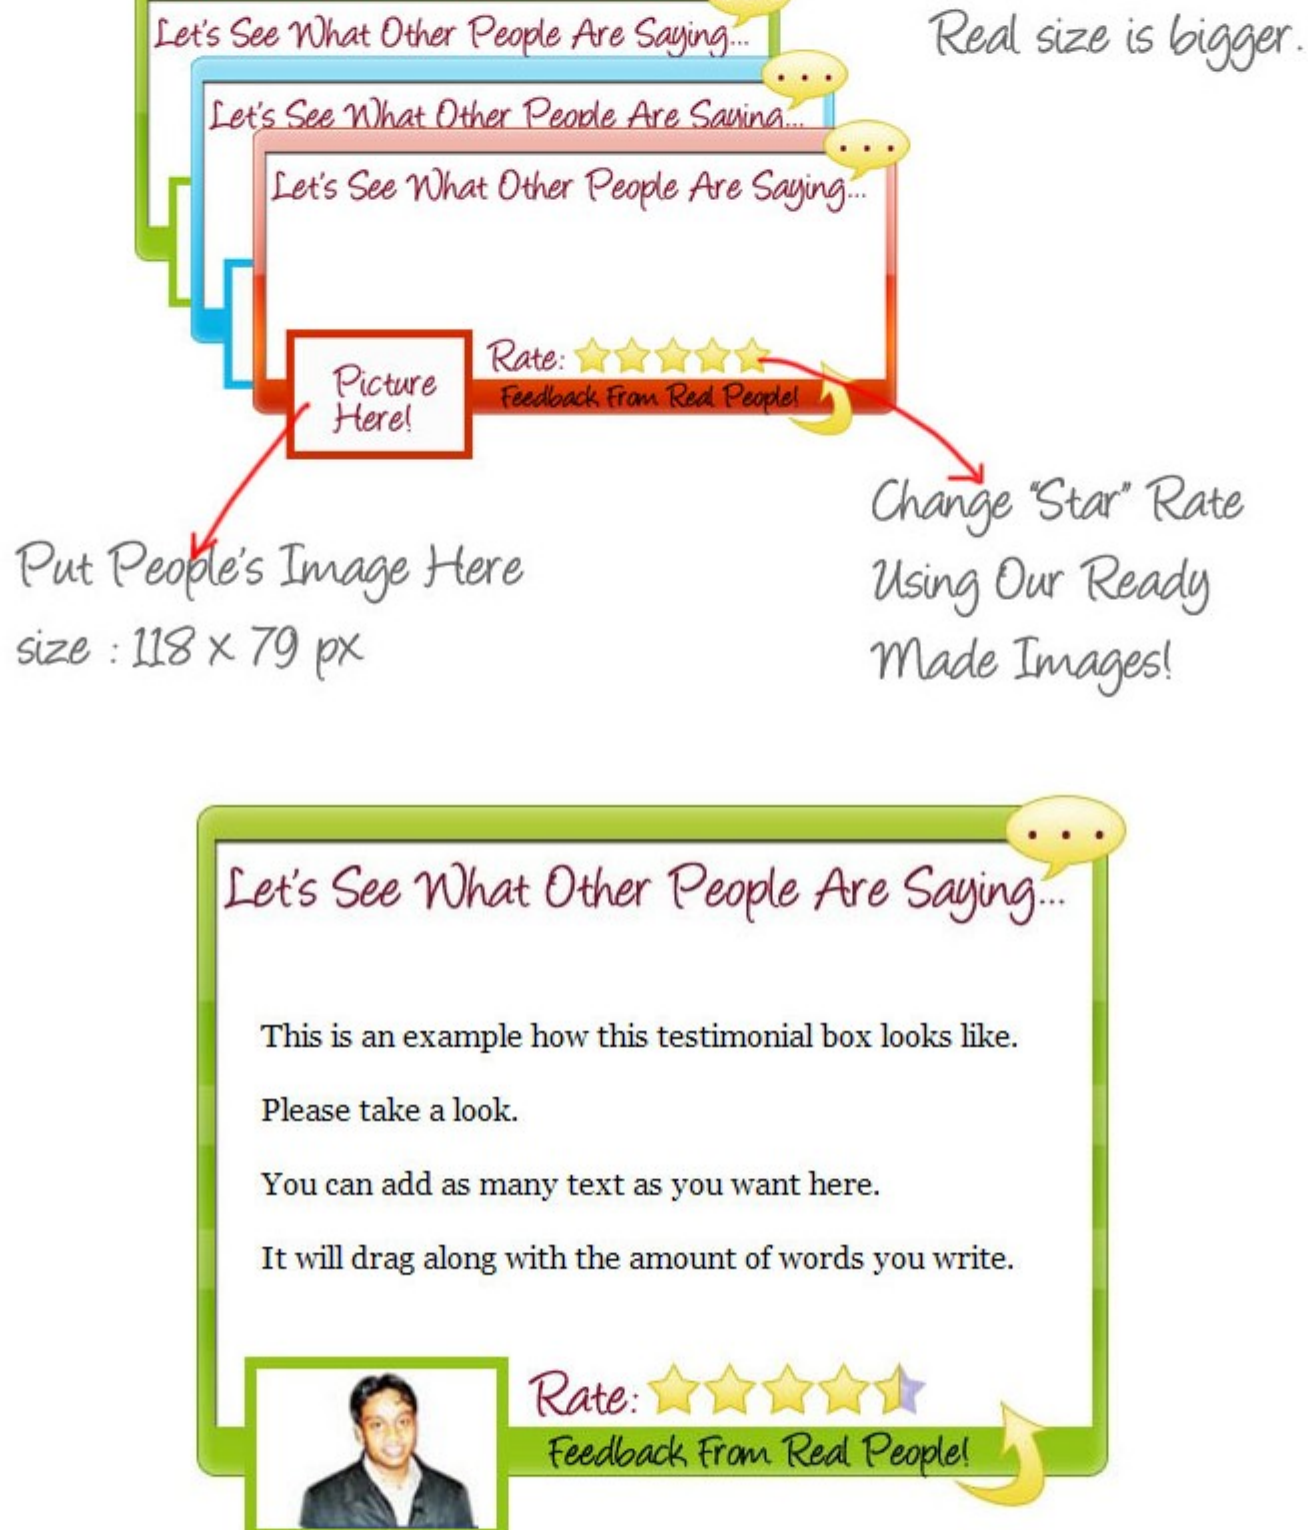 Let's See What Other People Are Saying...
Real size is bigger.
Let's See What Other People Are Saying...
Let's See What Other People Are Saying...
Rate:
Picture
Here!
Feedback From Real People!
Put People's Image Here
size : 118 x 79 px
Change "Star" Rate
Using Our Ready
Made Images!
Let's See What Other People Are Saying...
This is an example how this testimonial box looks like.
Please take a look.
You can add as many text as you want here.
It will drag along with the amount of words you write.
Rate:
Feedback From Real People!